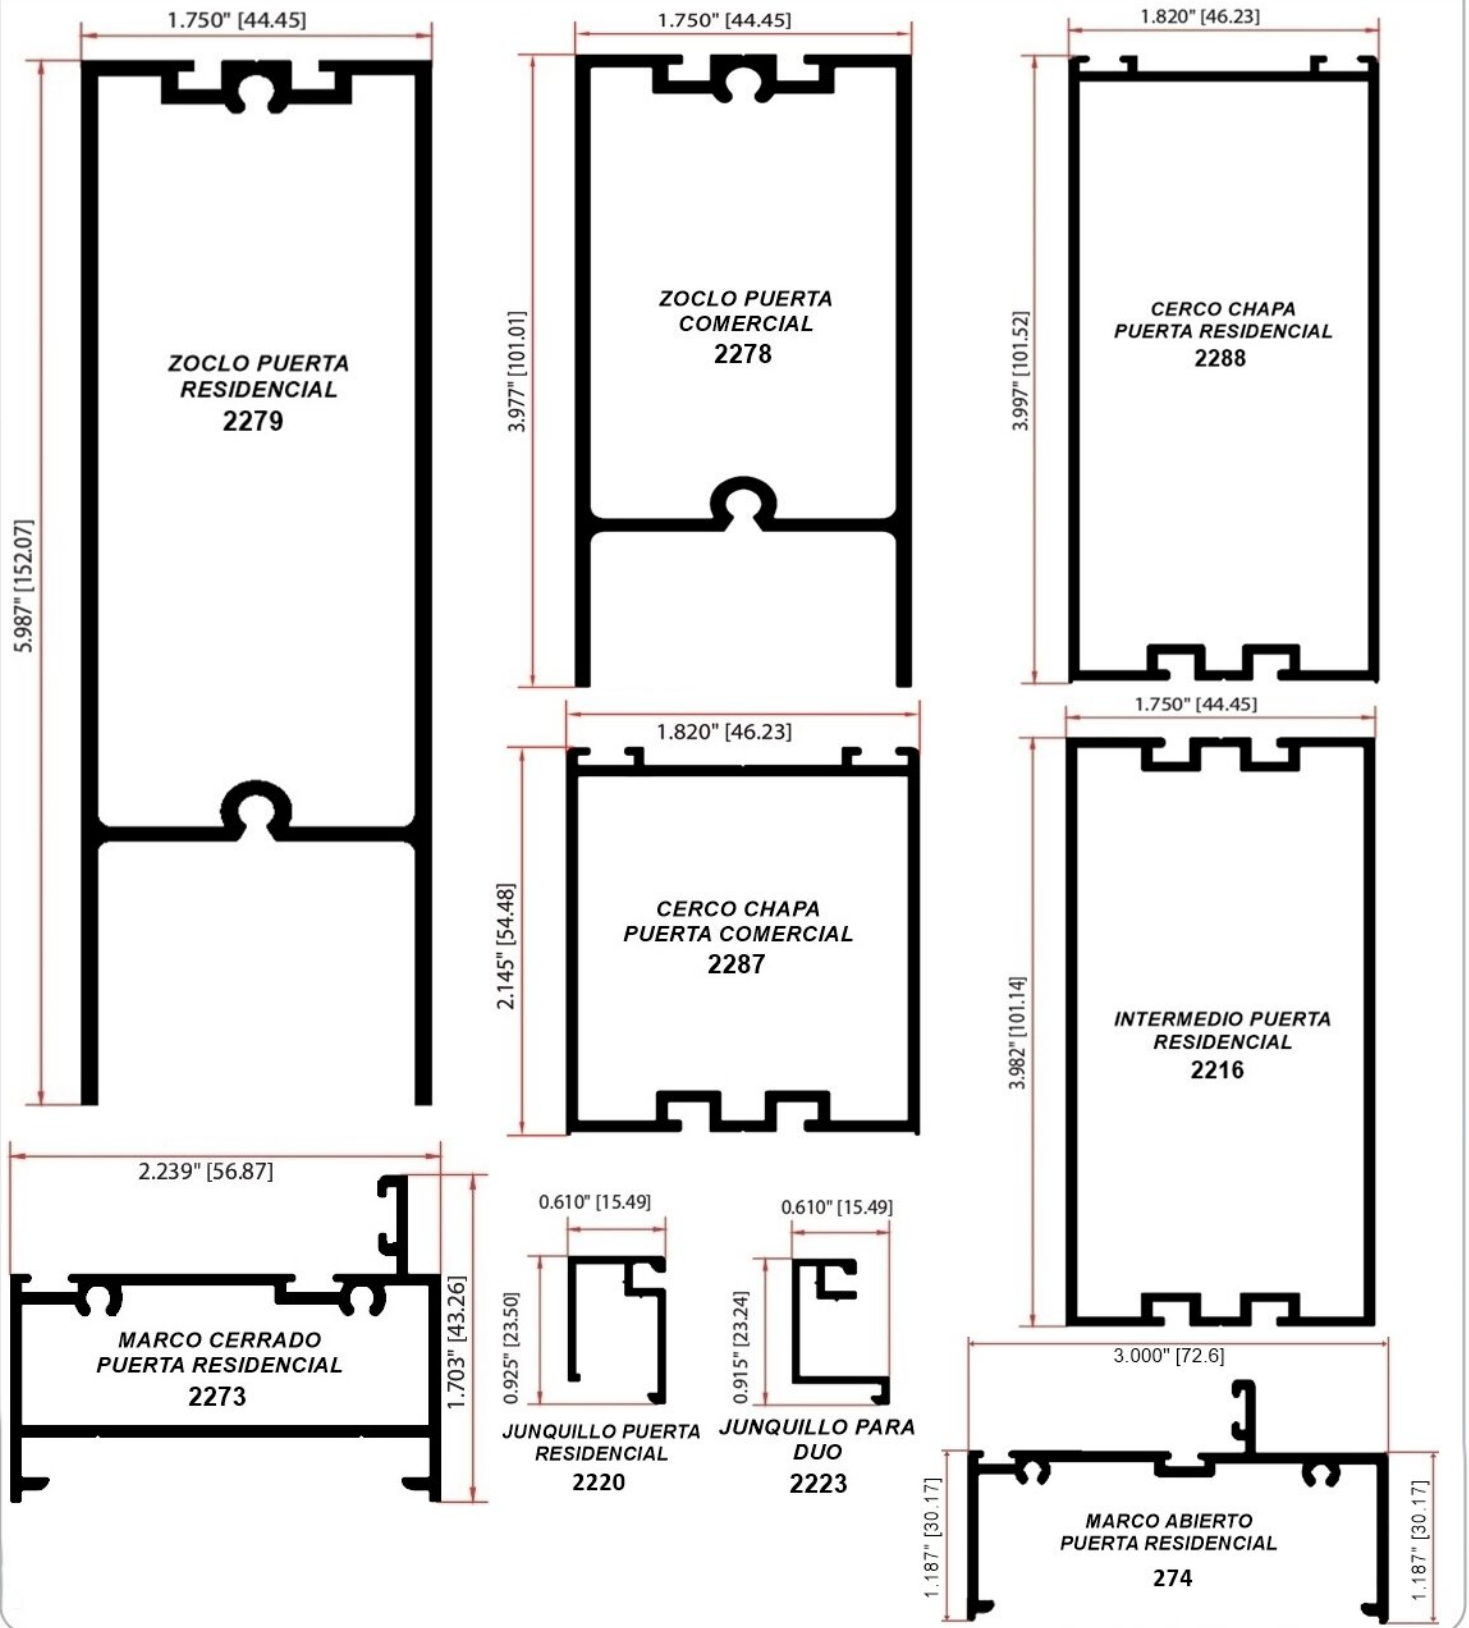 1.750" [44.45]
5.987" [152.07]
ZOCLO PUERTA
RESIDENCIAL
2279
1.750" [44.45]
3.977" [101.01]
ZOCLO PUERTA
COMERCIAL
2278
1.820" [46.23]
3.997" [101.52]
CERCO CHAPA
PUERTA RESIDENCIAL
2288
1.820" [46.23]
2.145" [54.48]
CERCO CHAPA
PUERTA COMERCIAL
2287
1.750" [44.45]
3.982" [101.14]
INTERMEDIO PUERTA
RESIDENCIAL
2216
2.239" [56.87]
1.703" [43.26]
MARCO CERRADO
PUERTA RESIDENCIAL
2273
0.610" [15.49]
0.925" [23.50]
JUNQUILLO PUERTA
RESIDENCIAL
2220
0.610" [15.49]
0.915" [23.24]
JUNQUILLO PARA
DUO
2223
3.000" [72.6]
1.187" [30.17]
MARCO ABIERTO
PUERTA RESIDENCIAL
274
1.187" [30.17]